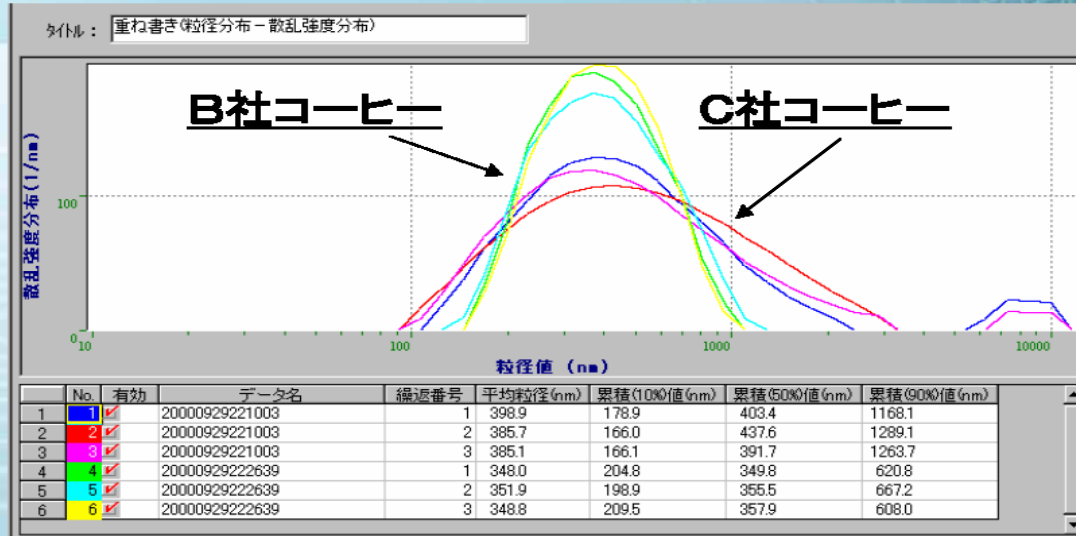 タイトル： 重ね書き(粒径分布－散乱強度分布)
B社コーヒー
C社コーヒー
散乱強度分布(1/nm)
100
0
10 100 1000 10000
粒径値 (nm)
No. 有効 データ名 繰返番号 平均粒径(nm) 累積(10%)値(nm) 累積(50%)値(nm) 累積(90%)値(nm)
1 1 20000929221003 1 398.9 178.9 403.4 1168.1
2 2 20000929221003 2 385.7 166.0 437.6 1289.1
3 3 20000929221003 3 385.1 166.1 391.7 1263.7
4 4 20000929222639 1 348.0 204.8 349.8 620.8
5 5 20000929222639 2 351.9 198.9 355.5 667.2
6 6 20000929222639 3 348.8 209.5 357.9 608.0